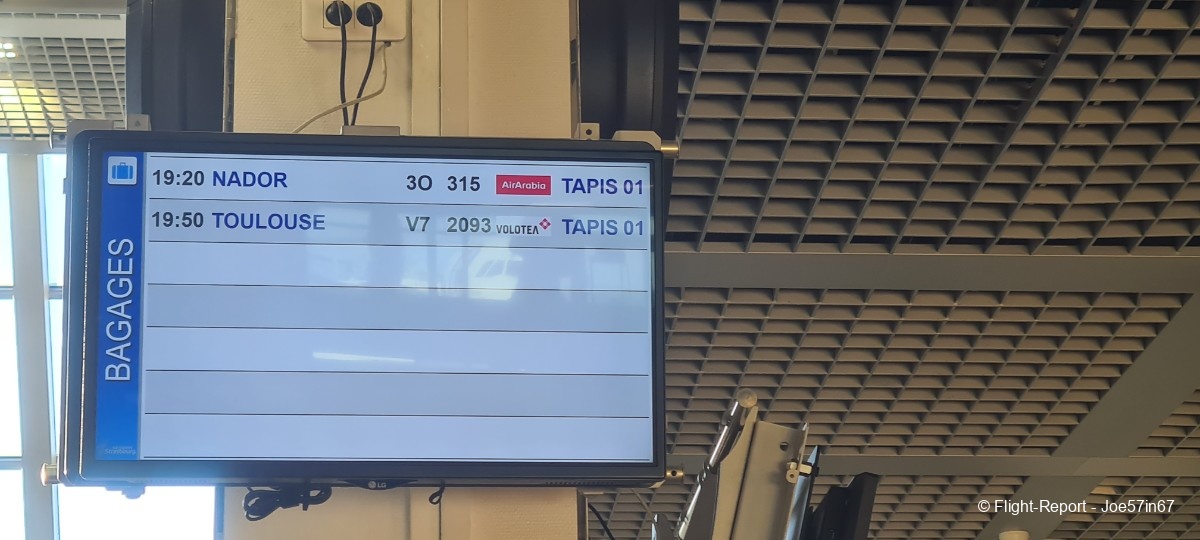 19:20 NADOR 3O 315 AirArabia TAPIS 01
19:50 TOULOUSE V7 2093 VOLOTEA TAPIS 01
BAGAGES
LG
© Flight-Report - Joe57in67